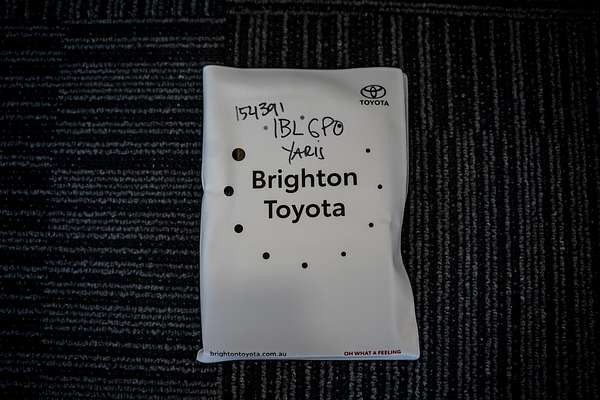 TOYOTA
154391
1BL6PO
YARIS
Brighton
Toyota
brightontoyota.com.au
OH WHAT A FEELING